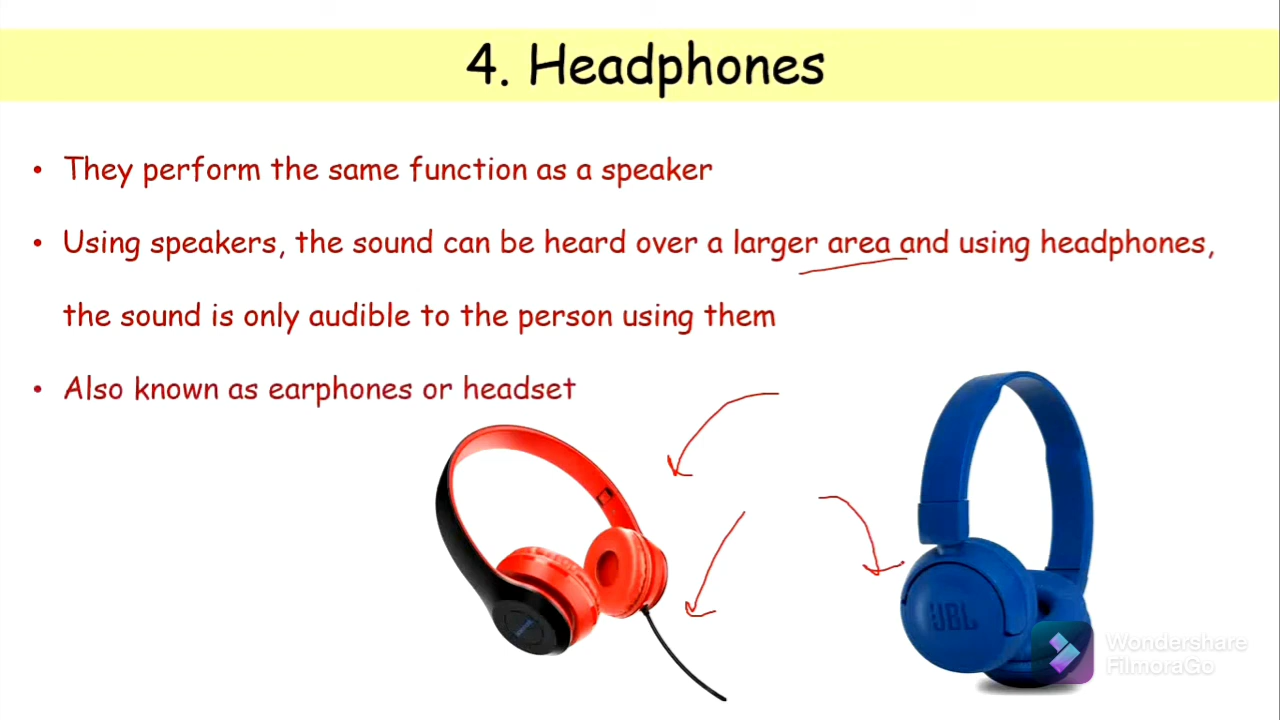 4. Headphones
• They perform the same function as a speaker
• Using speakers, the sound can be heard over a larger area and using headphones,
the sound is only audible to the person using them
• Also known as earphones or headset
JBL
Wondershare
FilmoraGo